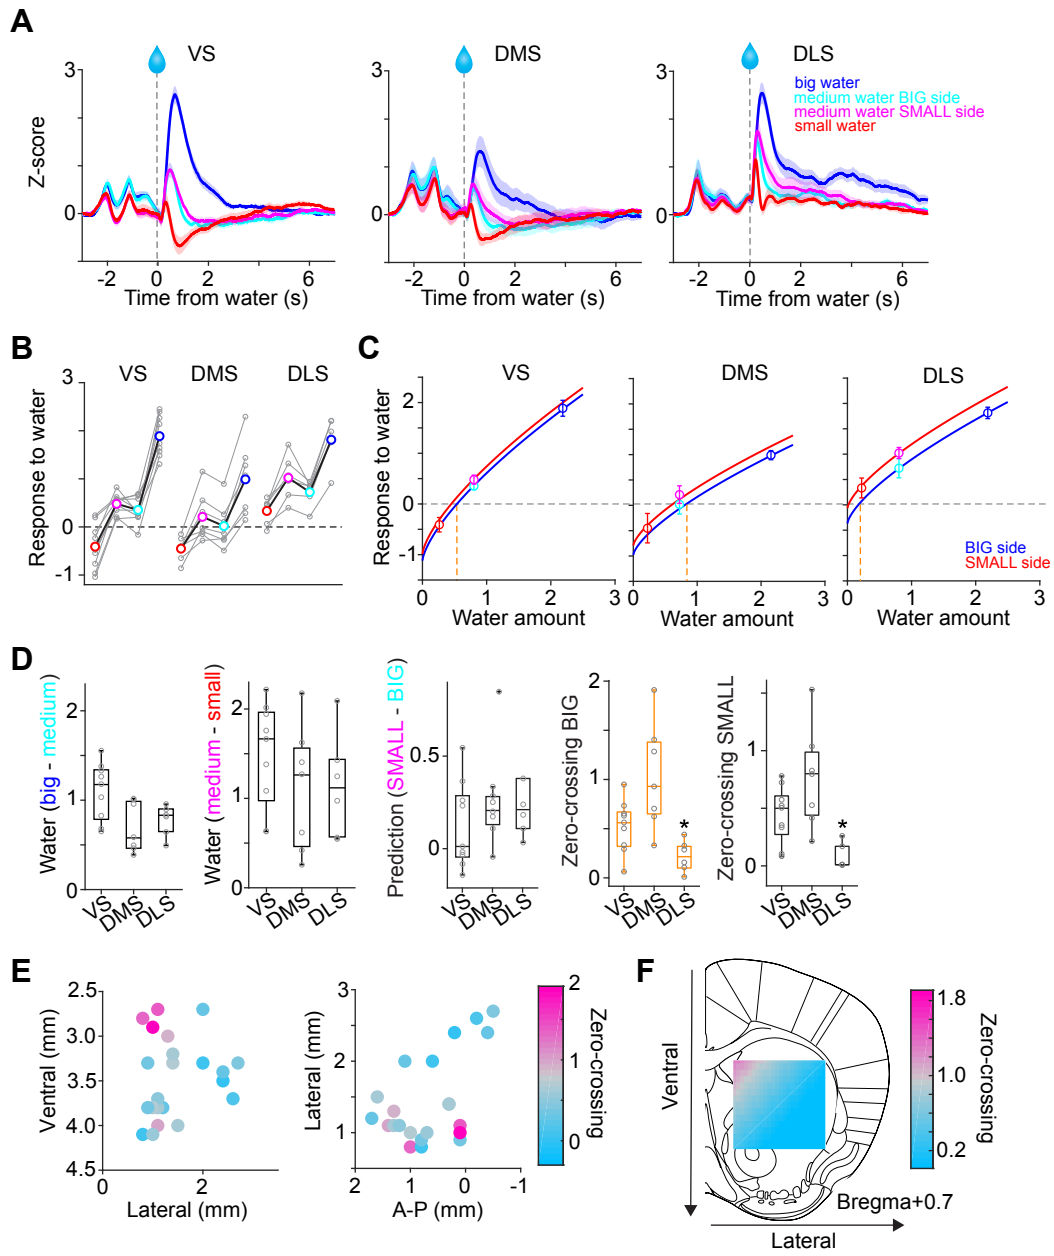 A
VS
DMS
DLS
big water
medium water BIG side
medium water SMALL side
small water
Z-score
3
0
3
0
3
0
-2 0 2 6
-2 0 2 6
-2 0 2 6
Time from water (s)
Time from water (s)
Time from water (s)
B
VS DMS DLS
Response to water
3
0
-1
C
VS
DMS
DLS
Response to water
2
1
0
-1
BIG side
SMALL side
0 1 2 3
0 1 2 3
0 1 2 3
Water amount
Water amount
Water amount
D
Water (big - medium)
2
1
0
VS
DMS
DLS
Water (medium - small)
2
1
0
VS
DMS
DLS
Prediction (SMALL - BIG)
0.5
0
VS
DMS
DLS
Zero-crossing BIG
2
1
0
*
VS
DMS
DLS
Zero-crossing SMALL
1
0
*
VS
DMS
DLS
E
Ventral (mm)
2.5
3.0
3.5
4.0
4.5
0 2
Lateral (mm)
Lateral (mm)
3
2
1
2 1 0 -1
A-P (mm)
2
1
0
Zero-crossing
F
Ventral
1.8
1.0
0.2
Zero-crossing
Bregma+0.7
Lateral